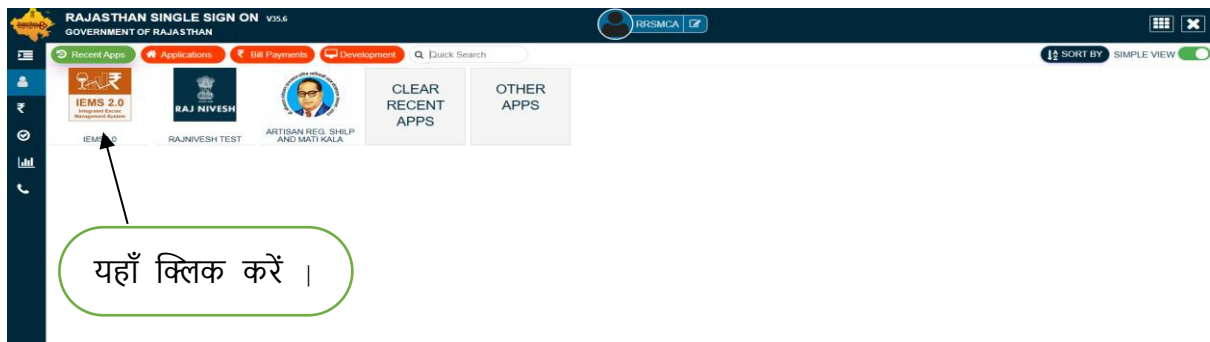 RAJASTHAN SINGLE SIGN ON V35.6
GOVERNMENT OF RAJASTHAN
RRSMCA
Recent Apps
Applications
₹ Bill Payments
Development
Quick Search
SORT BY
SIMPLE VIEW
IEMS 2.0
Integrated Excise
Management System
IEMS 2.0
RAJ NIVESH
RAJNIVESH TEST
ARTISAN REG. SHILP
AND MATI KALA
CLEAR
RECENT
APPS
OTHER
APPS
यहाँ क्लिक करें |